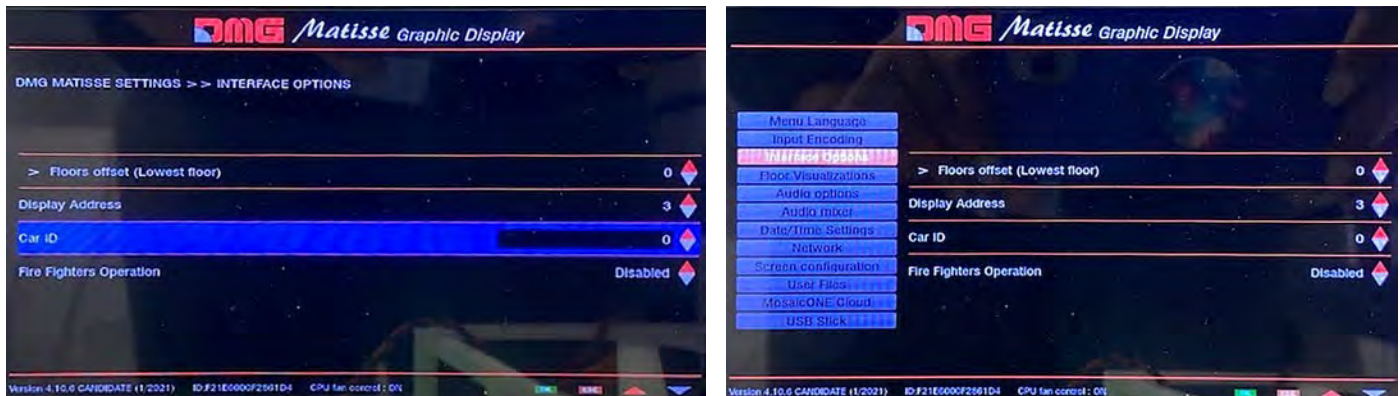 DMG Matisse Graphic Display
DMG MATISSE SETTINGS >> INTERFACE OPTIONS
> Floors offset (Lowest floor) 0
Display Address 3
Car ID 0
Fire Fighters Operation Disabled
Version 4.10.6 CANDIDATE (1/2021) CPU fan control : ON
DMG Matisse Graphic Display
Menu Language
Input Encoding
Interface Options
Floor Visualizations
Audio options
Audio mixer
Date/Time Settings
Network
Screen configuration
User Files
MosaicONE Cloud
USB Stick
> Floors offset (Lowest floor) 0
Display Address 3
Car ID 0
Fire Fighters Operation Disabled
Version 4.10.6 CANDIDATE (1/2021) CPU fan control : ON